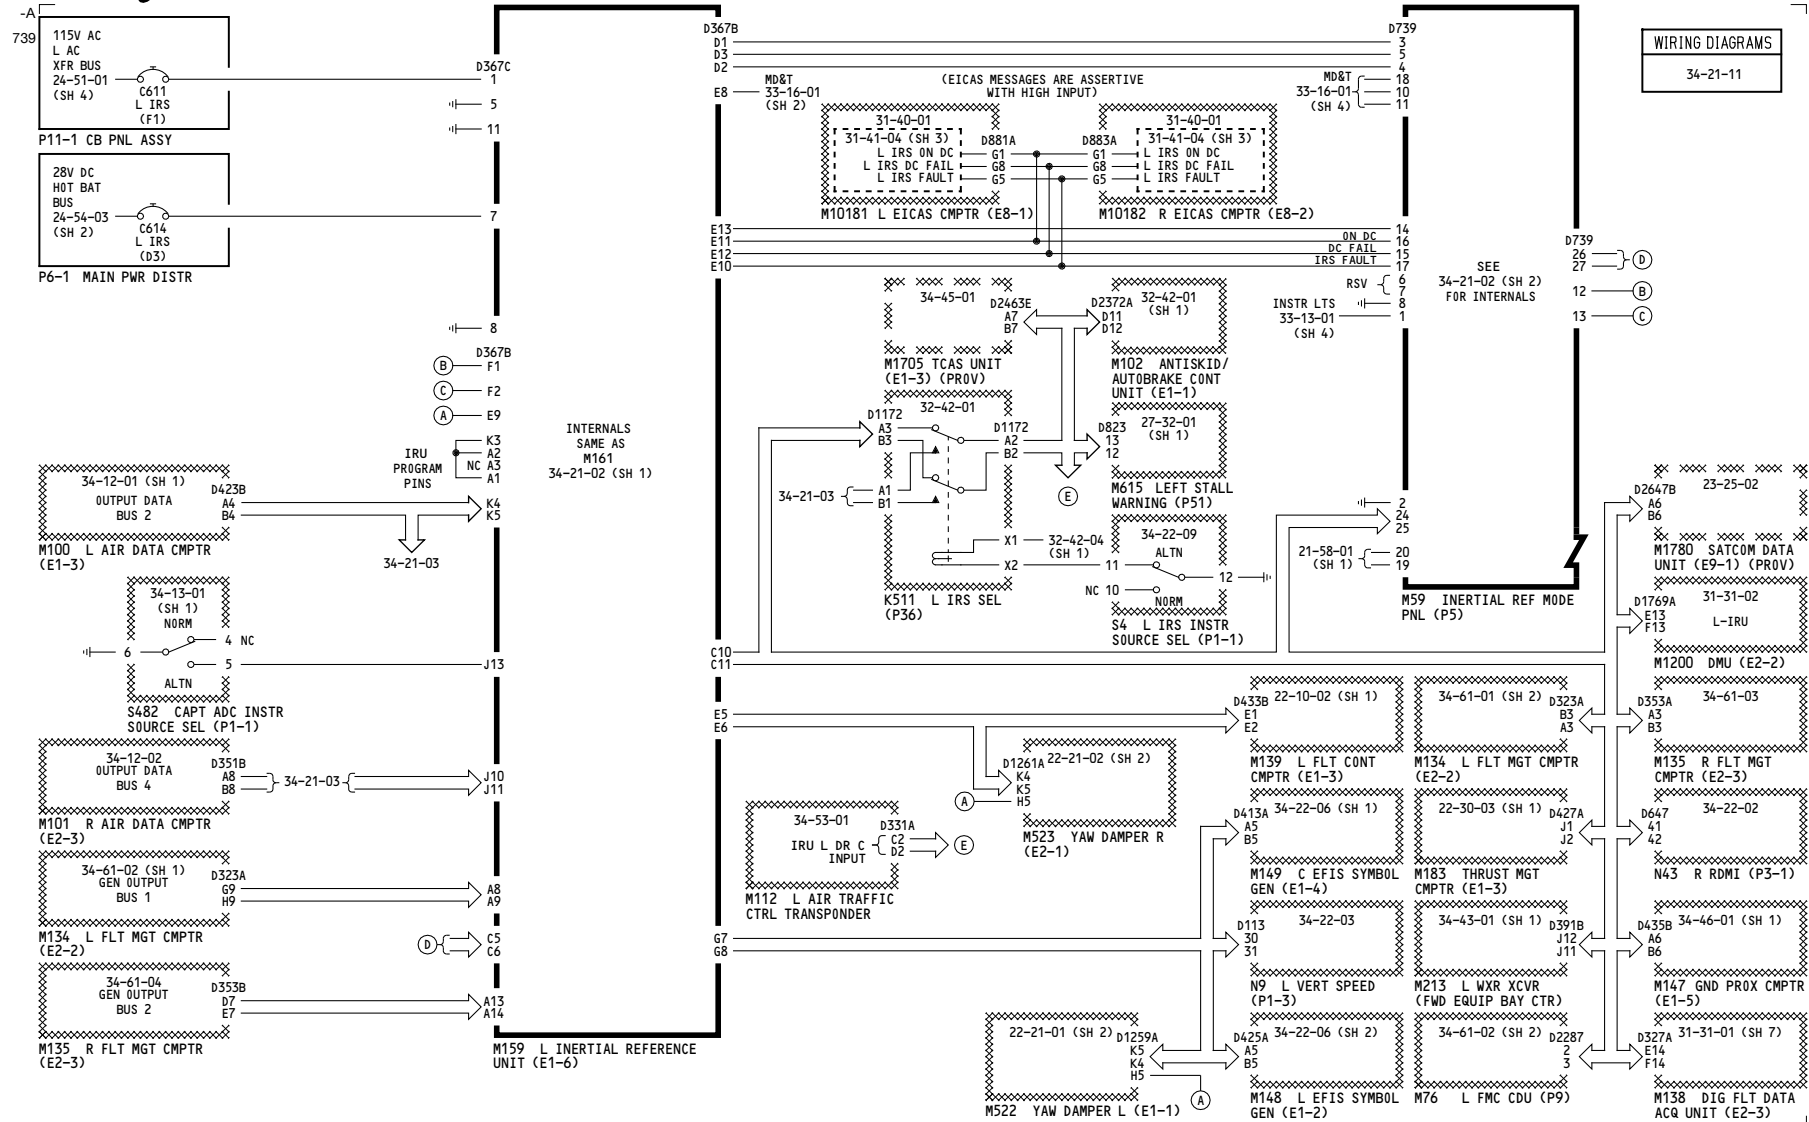 -A
739
115V AC
L AC
XFR BUS
24-51-01
(SH 4)
C611
L IRS
(F1)
P11-1 CB PNL ASSY
28V DC
HOT BAT
BUS
24-54-03
(SH 2)
C614
L IRS
(D3)
P6-1 MAIN PWR DISTR
D367C
1
5
11
7
8
D367B
B F1
C F2
A E9
IRU
PROGRAM
PINS
K3
A2
NC A3
A1
34-12-01 (SH 1)
OUTPUT DATA
BUS 2
D423B
A4
B4
K4
K5
34-21-03
M100 L AIR DATA CMPTR
(E1-3)
34-13-01
(SH 1)
NORM
4 NC
6
5
ALTN
J13
S482 CAPT ADC INSTR
SOURCE SEL (P1-1)
34-12-02
OUTPUT DATA
BUS 4
D351B
A8
B8
34-21-03
J10
J11
M101 R AIR DATA CMPTR
(E2-3)
34-61-02 (SH 1)
GEN OUTPUT
BUS 1
D323A
G9
H9
A8
A9
M134 L FLT MGT CMPTR
(E2-2)
D
C5
C6
34-61-04
GEN OUTPUT
BUS 2
D353B
D7
E7
A13
A14
M135 R FLT MGT CMPTR
(E2-3)
INTERNALS
SAME AS
M161
34-21-02 (SH 1)
M159 L INERTIAL REFERENCE
UNIT (E1-6)
D367B
D1
D3
D2
E8
MD&T
33-16-01
(SH 2)
E13
E11
E12
E10
C10
C11
E5
E6
G7
G8
(EICAS MESSAGES ARE ASSERTIVE
WITH HIGH INPUT)
31-40-01
31-41-04 (SH 3)
L IRS ON DC
L IRS DC FAIL
L IRS FAULT
D881A
G1
G8
G5
M10181 L EICAS CMPTR (E8-1)
31-40-01
31-41-04 (SH 3)
L IRS ON DC
L IRS DC FAIL
L IRS FAULT
D883A
G1
G8
G5
M10182 R EICAS CMPTR (E8-2)
D739
3
5
4
MD&T
33-16-01
(SH 4)
18
10
11
14
ON DC 16
DC FAIL 15
IRS FAULT 17
RSV
6
7
8
INSTR LTS
33-13-01
(SH 4)
1
2
24
25
21-58-01
(SH 1)
20
19
SEE
34-21-02 (SH 2)
FOR INTERNALS
D739
26
27
D
12 B
13 C
M59 INERTIAL REF MODE
PNL (P5)
WIRING DIAGRAMS
34-21-11
34-45-01
D2463E
A7
B7
M1705 TCAS UNIT
(E1-3) (PROV)
D2372A
D11
D12
32-42-01
(SH 1)
M102 ANTISKID/
AUTOBRAKE CONT
UNIT (E1-1)
32-42-01
D1172
A3
B3
D1172
A2
B2
34-21-03
A1
B1
X1
32-42-04
(SH 1)
X2
K511 L IRS SEL
(P36)
E
D823
13
12
27-32-01
(SH 1)
M615 LEFT STALL
WARNING (P51)
34-22-09
ALTN
11
12
NC 10
NORM
S4 L IRS INSTR
SOURCE SEL (P1-1)
D1261A
K4
K5
H5
A
22-21-02 (SH 2)
M523 YAW DAMPER R
(E2-1)
34-53-01
IRU L DR C
INPUT
D331A
C2
D2
E
M112 L AIR TRAFFIC
CTRL TRANSPONDER
22-21-01 (SH 2)
D1259A
K5
K4
H5
A
M522 YAW DAMPER L (E1-1)
D433B
E1
E2
22-10-02 (SH 1)
M139 L FLT CONT
CMPTR (E1-3)
D413A
A5
B5
34-22-06 (SH 1)
M149 C EFIS SYMBOL
GEN (E1-4)
D113
30
31
34-22-03
N9 L VERT SPEED
(P1-3)
D425A
A5
B5
34-22-06 (SH 2)
M148 L EFIS SYMBOL
GEN (E1-2)
34-61-01 (SH 2)
D323A
B3
A3
M134 L FLT MGT CMPTR
(E2-2)
22-30-03 (SH 1)
D427A
J1
J2
M183 THRUST MGT
CMPTR (E1-3)
34-43-01 (SH 1)
D391B
J12
J11
M213 L WXR XCVR
(FWD EQUIP BAY CTR)
34-61-02 (SH 2)
D2287
2
3
M76 L FMC CDU (P9)
D2647B
A6
B6
23-25-02
M1780 SATCOM DATA
UNIT (E9-1) (PROV)
D1769A
E13
F13
31-31-02
L-IRU
M1200 DMU (E2-2)
D353A
A3
B3
34-61-03
M135 R FLT MGT
CMPTR (E2-3)
D647
41
42
34-22-02
N43 R RDMI (P3-1)
D435B
A6
B6
34-46-01 (SH 1)
M147 GND PROX CMPTR
(E1-5)
D327A
E14
F14
31-31-01 (SH 7)
M138 DIG FLT DATA
ACQ UNIT (E2-3)